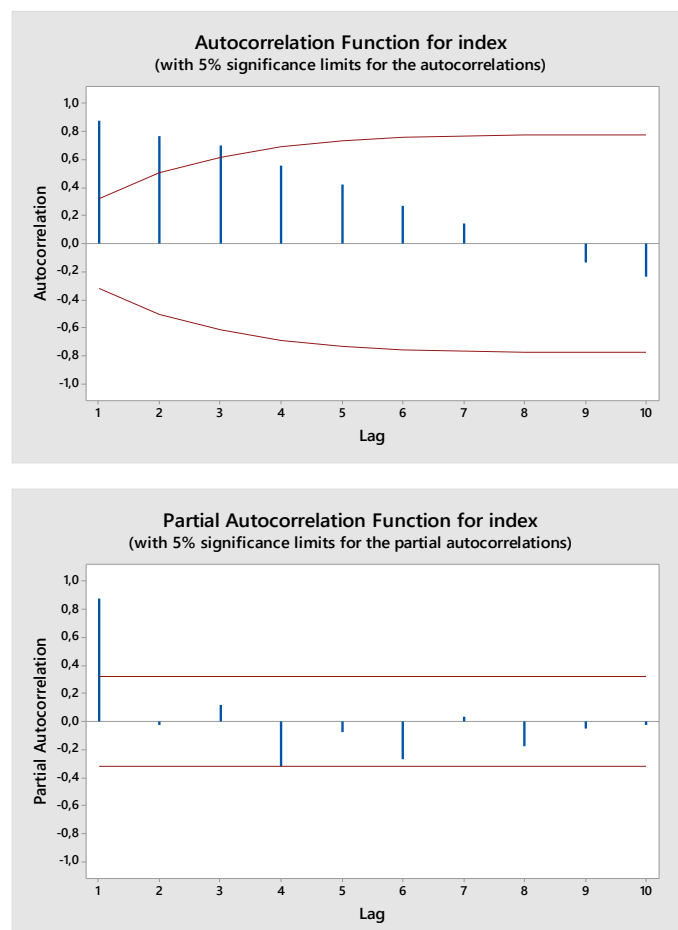 Autocorrelation Function for index
(with 5% significance limits for the autocorrelations)
1,0
0,8
0,6
0,4
0,2
0,0
-0,2
-0,4
-0,6
-0,8
-1,0
Autocorrelation
1 2 3 4 5 6 7 8 9 10
Lag
Partial Autocorrelation Function for index
(with 5% significance limits for the partial autocorrelations)
1,0
0,8
0,6
0,4
0,2
0,0
-0,2
-0,4
-0,6
-0,8
-1,0
Partial Autocorrelation
1 2 3 4 5 6 7 8 9 10
Lag